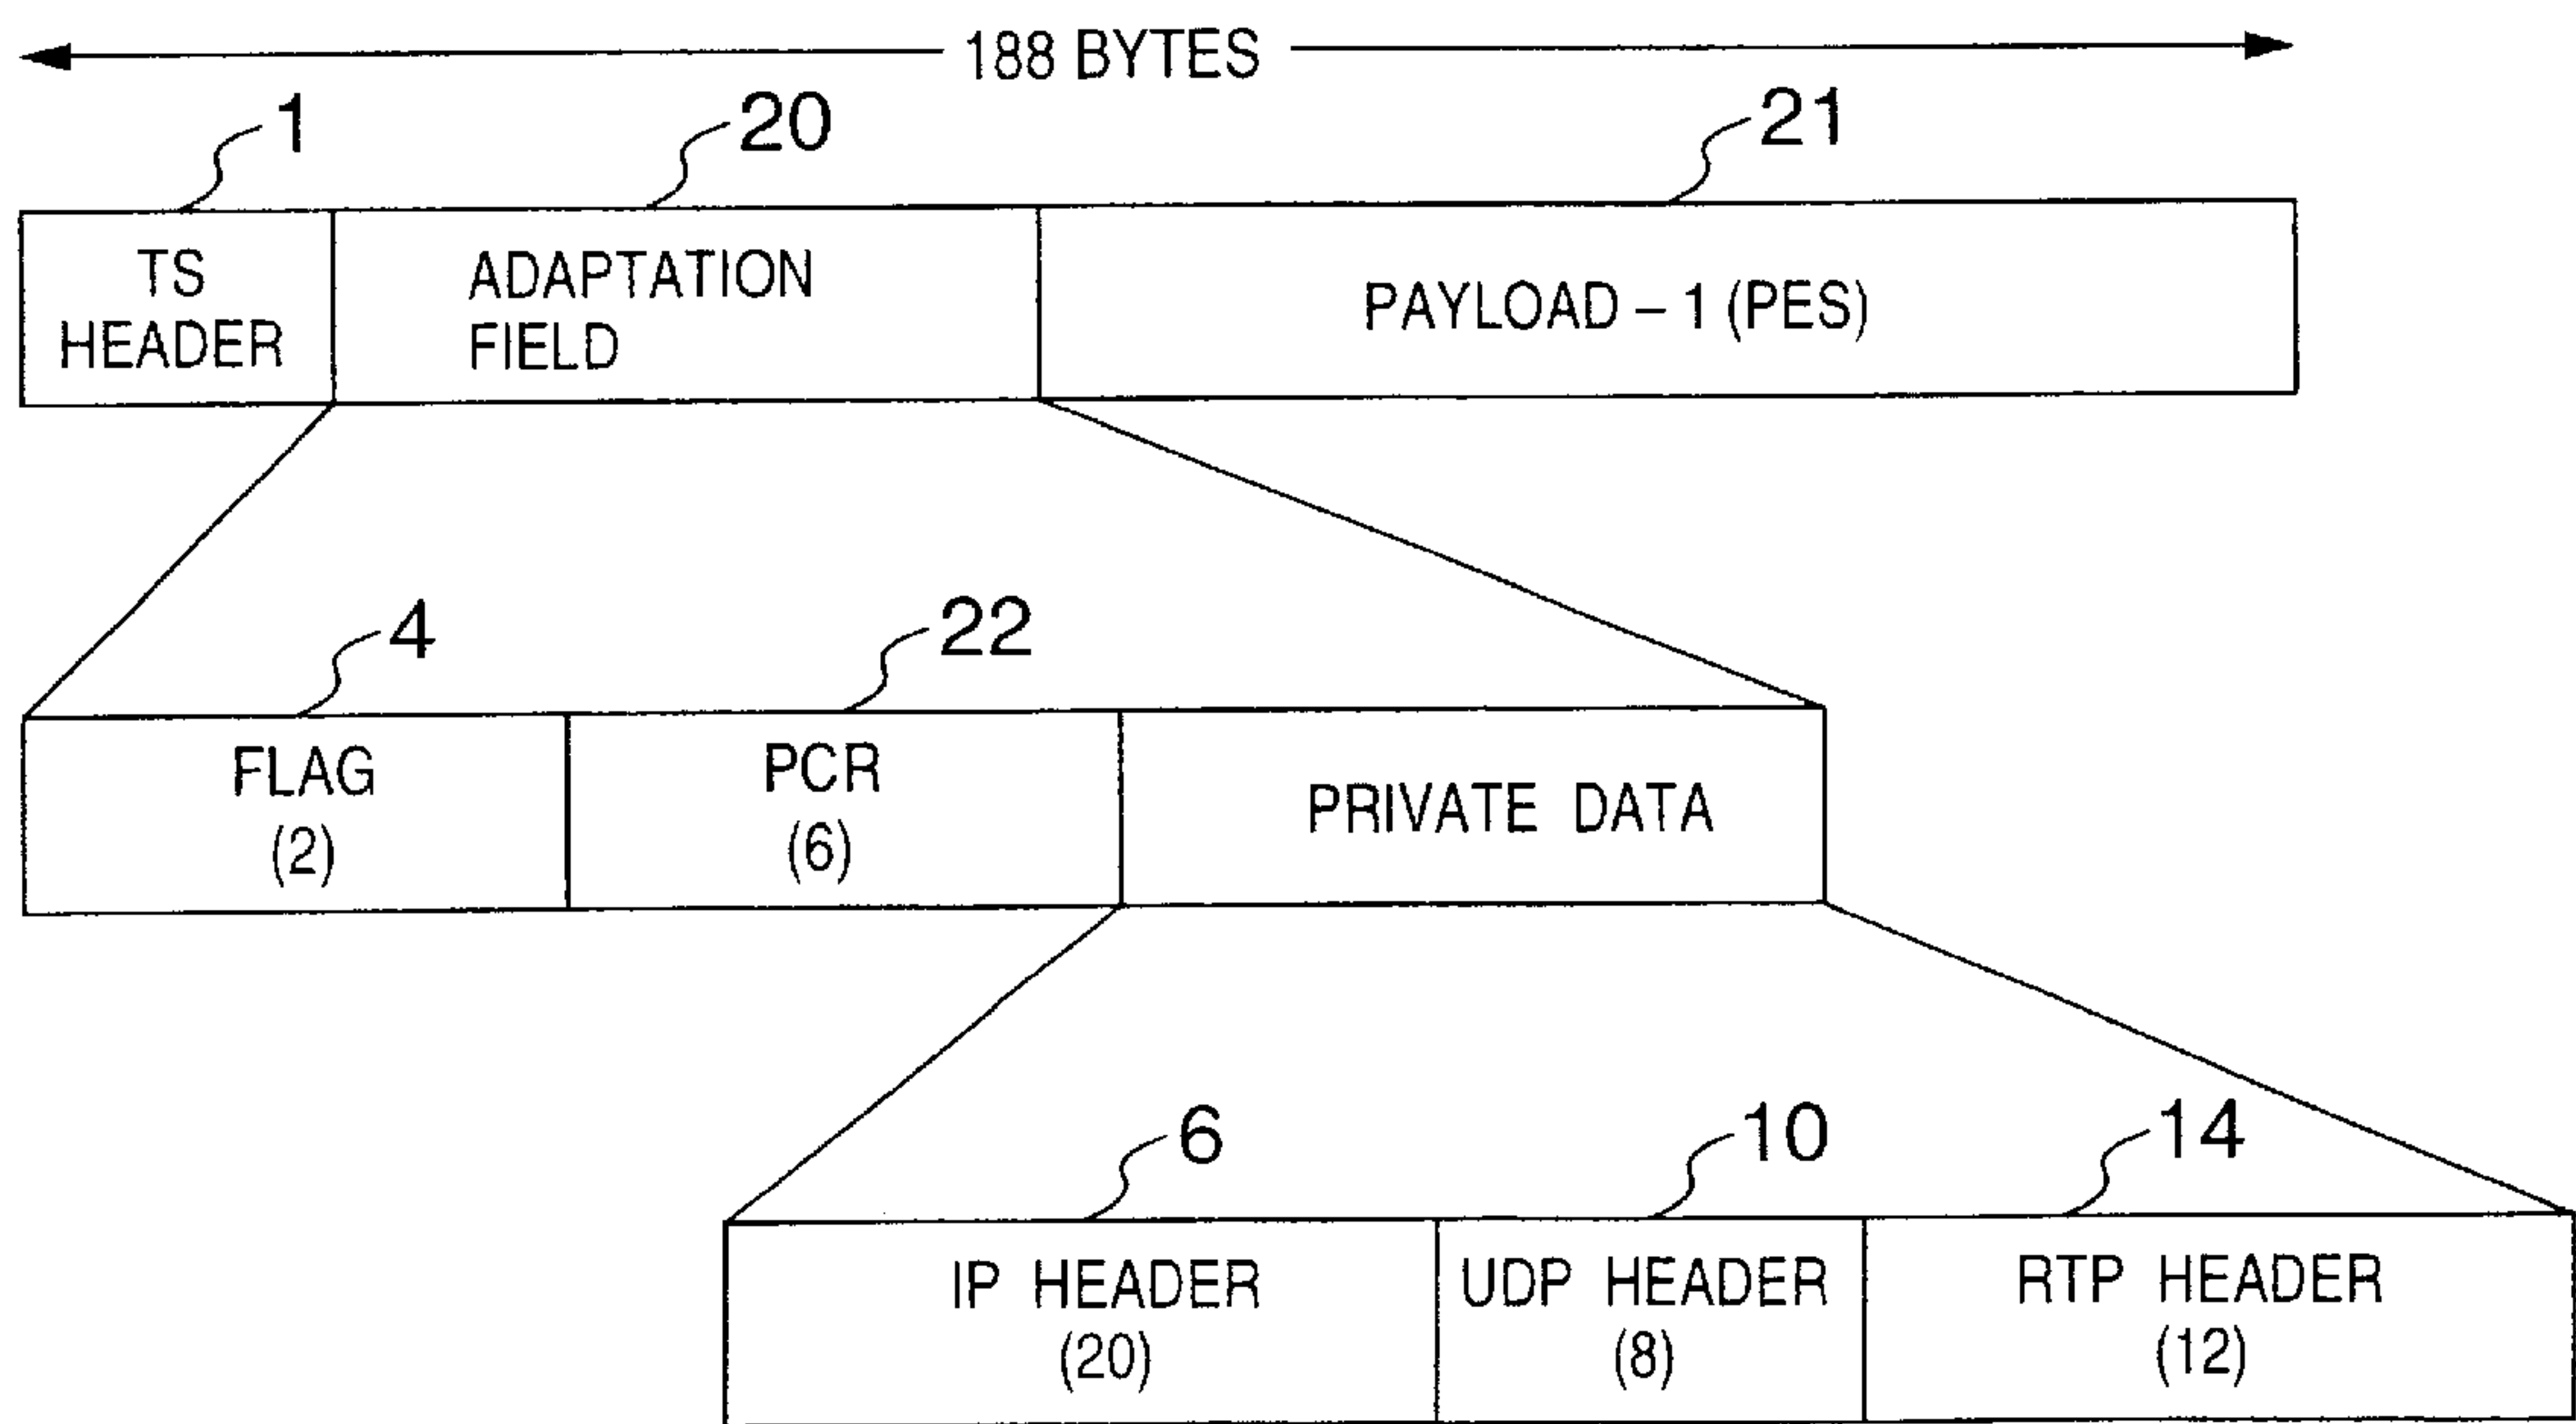 188 BYTES
1
20
21
TS
HEADER
ADAPTATION
FIELD
PAYLOAD – 1 (PES)
4
22
FLAG
(2)
PCR
(6)
PRIVATE DATA
6
10
14
IP HEADER
(20)
UDP HEADER
(8)
RTP HEADER
(12)